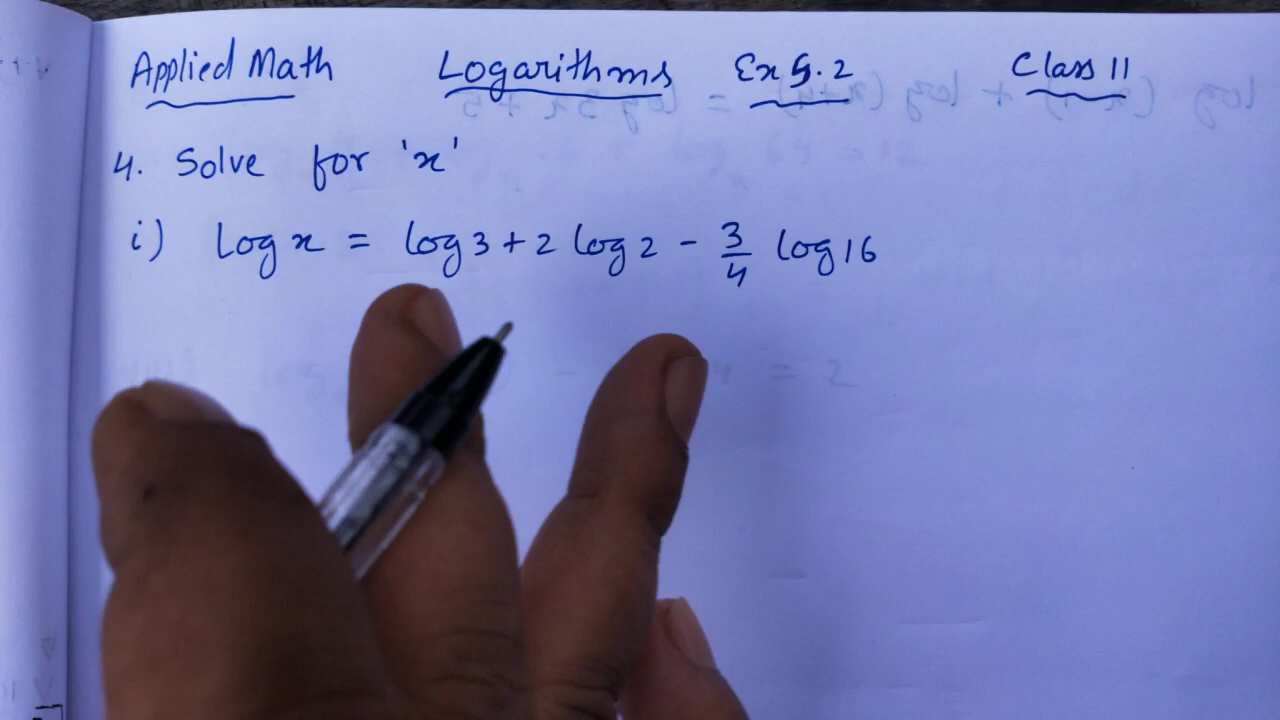 Applied Math Logarithms Ex 5.2 Class 11
4. Solve for 'x'
i) log x = log 3 + 2 log 2 - 3/4 log 16